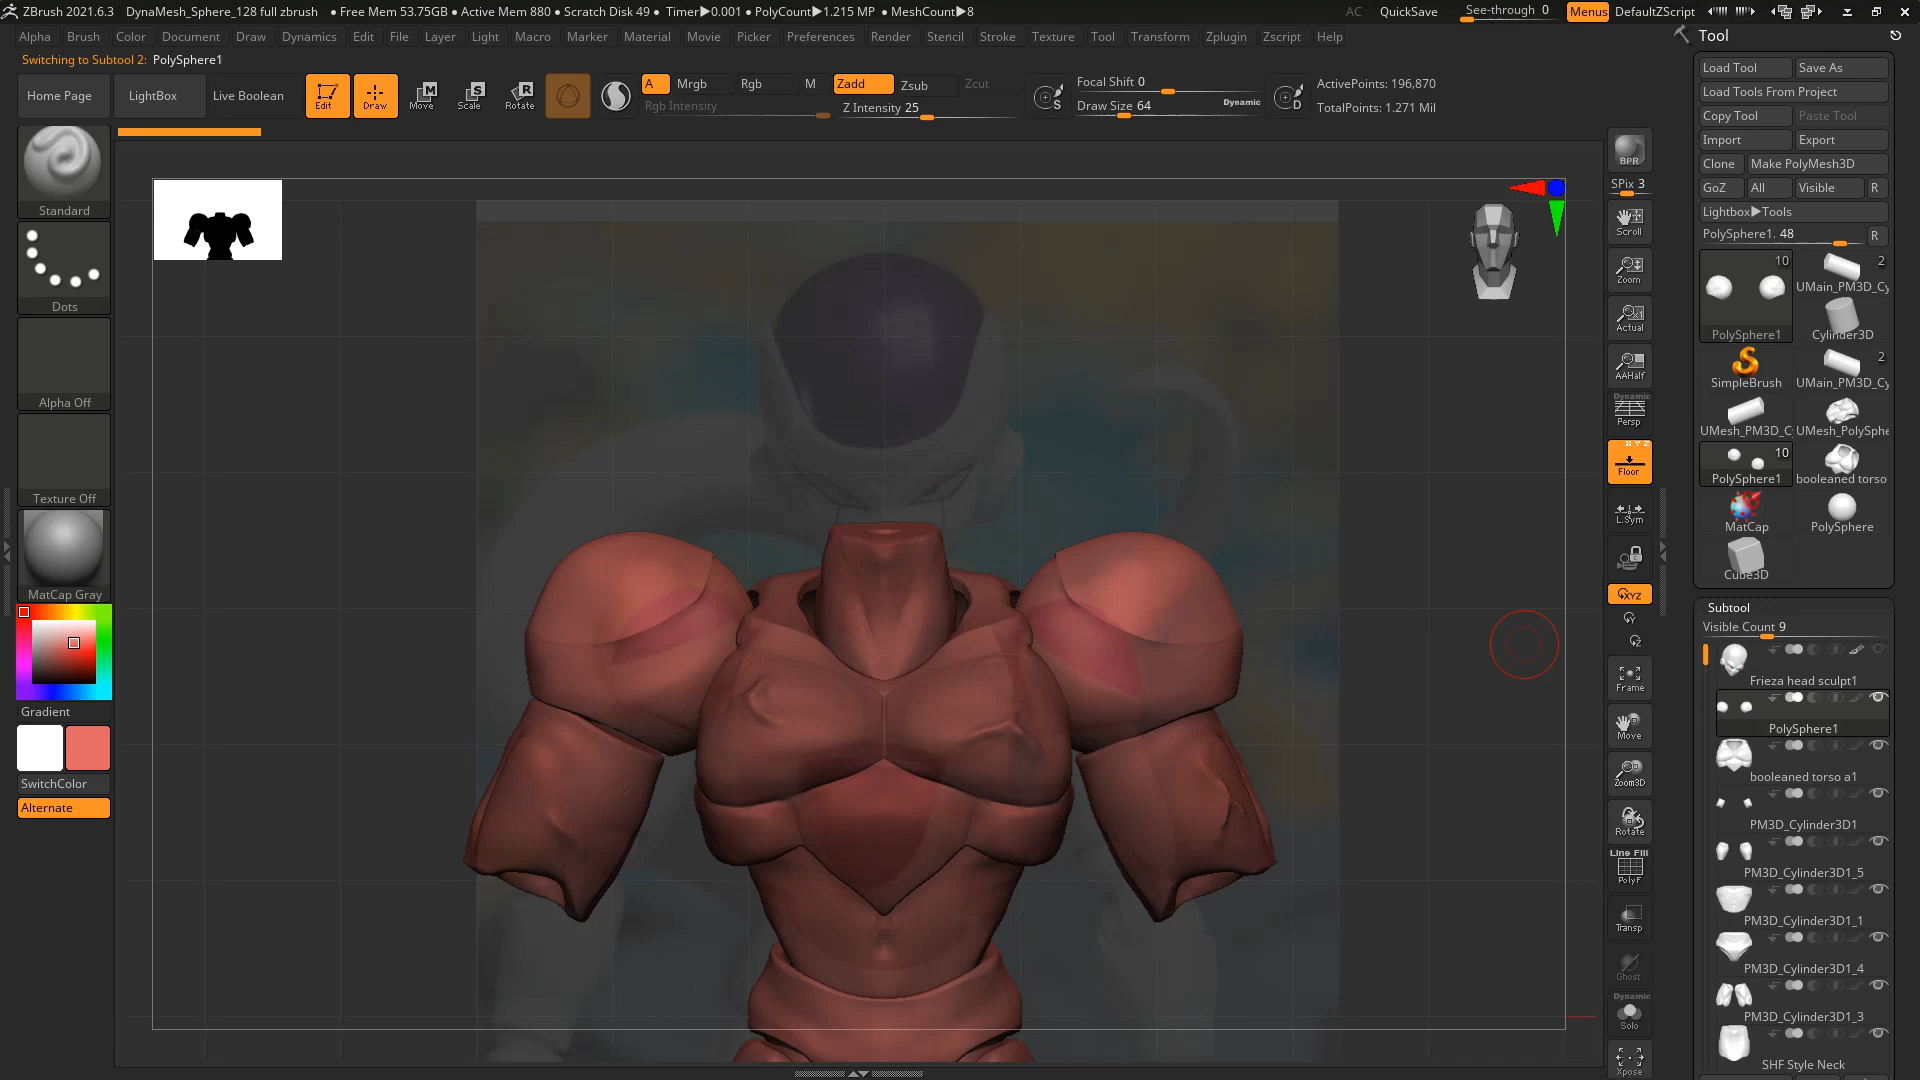 ZBrush 2021.6.3 DynaMesh_Sphere_128 full zbrush • Free Mem 53.75GB • Active Mem 880 • Scratch Disk 49 • Timer▶0.001 • PolyCount▶1.215 MP • MeshCount▶8 AC QuickSave See-through 0 Menus DefaultZScript
Alpha Brush Color Document Draw Dynamics Edit File Layer Light Macro Marker Material Movie Picker Preferences Render Stencil Stroke Texture Tool Transform Zplugin Zscript Help
Switching to Subtool 2: PolySphere1
Home Page LightBox Live Boolean Edit Draw Move Scale Rotate
A Mrgb Rgb M Zadd Zsub Zcut
Rgb Intensity Z Intensity 25
Focal Shift 0
Draw Size 64 Dynamic
ActivePoints: 196,870
TotalPoints: 1.271 Mil
Standard
Dots
Alpha Off
Texture Off
MatCap Gray
Gradient
SwitchColor
Alternate
BPR
SPix 3
Scroll
Zoom
Actual
AAHalf
Dynamic
Persp
X Y Z
Floor
L.Sym
XYZ
Y
Z
Frame
Move
Zoom3D
Rotate
Line Fill
PolyF
Transp
Ghost
Dynamic
Solo
Xpose
Tool
Load Tool Save As
Load Tools From Project
Copy Tool Paste Tool
Import Export
Clone Make PolyMesh3D
GoZ All Visible R
Lightbox▶Tools
PolySphere1. 48 R
10 2
UMain_PM3D_Cy
PolySphere1 Cylinder3D
2
SimpleBrush UMain_PM3D_Cy
UMesh_PM3D_C UMesh_PolySphe
10
PolySphere1 booleaned torso
MatCap PolySphere
Cube3D
Subtool
Visible Count 9
Frieza head sculpt1
PolySphere1
booleaned torso a1
PM3D_Cylinder3D1
PM3D_Cylinder3D1_5
PM3D_Cylinder3D1_1
PM3D_Cylinder3D1_4
PM3D_Cylinder3D1_3
SHF Style Neck